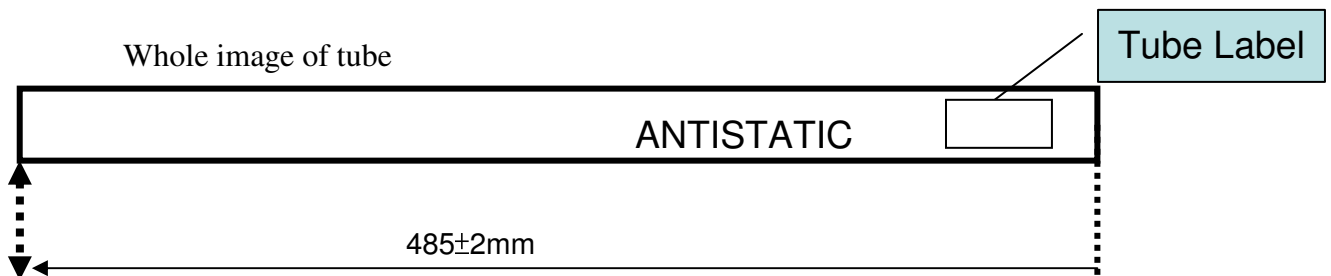 Tube Label
Whole image of tube
ANTISTATIC
485±2mm